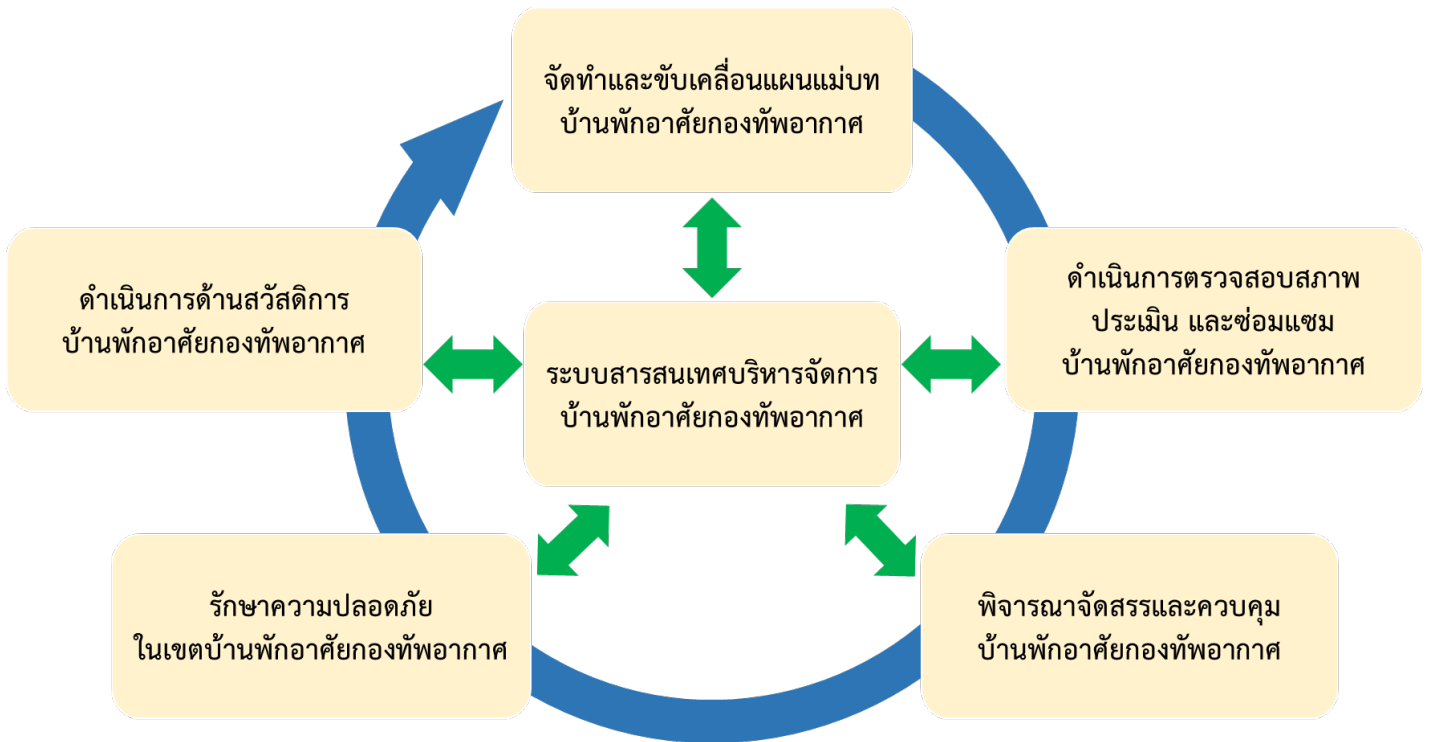 จัดทำและขับเคลื่อนแผนแม่บท
บ้านพักอาศัยกองทัพอากาศ
ดำเนินการด้านสวัสดิการ
บ้านพักอาศัยกองทัพอากาศ
ดำเนินการตรวจสอบสภาพ
ประเมิน และซ่อมแซม
บ้านพักอาศัยกองทัพอากาศ
ระบบสารสนเทศบริหารจัดการ
บ้านพักอาศัยกองทัพอากาศ
รักษาความปลอดภัย
ในเขตบ้านพักอาศัยกองทัพอากาศ
พิจารณาจัดสรรและควบคุม
บ้านพักอาศัยกองทัพอากาศ